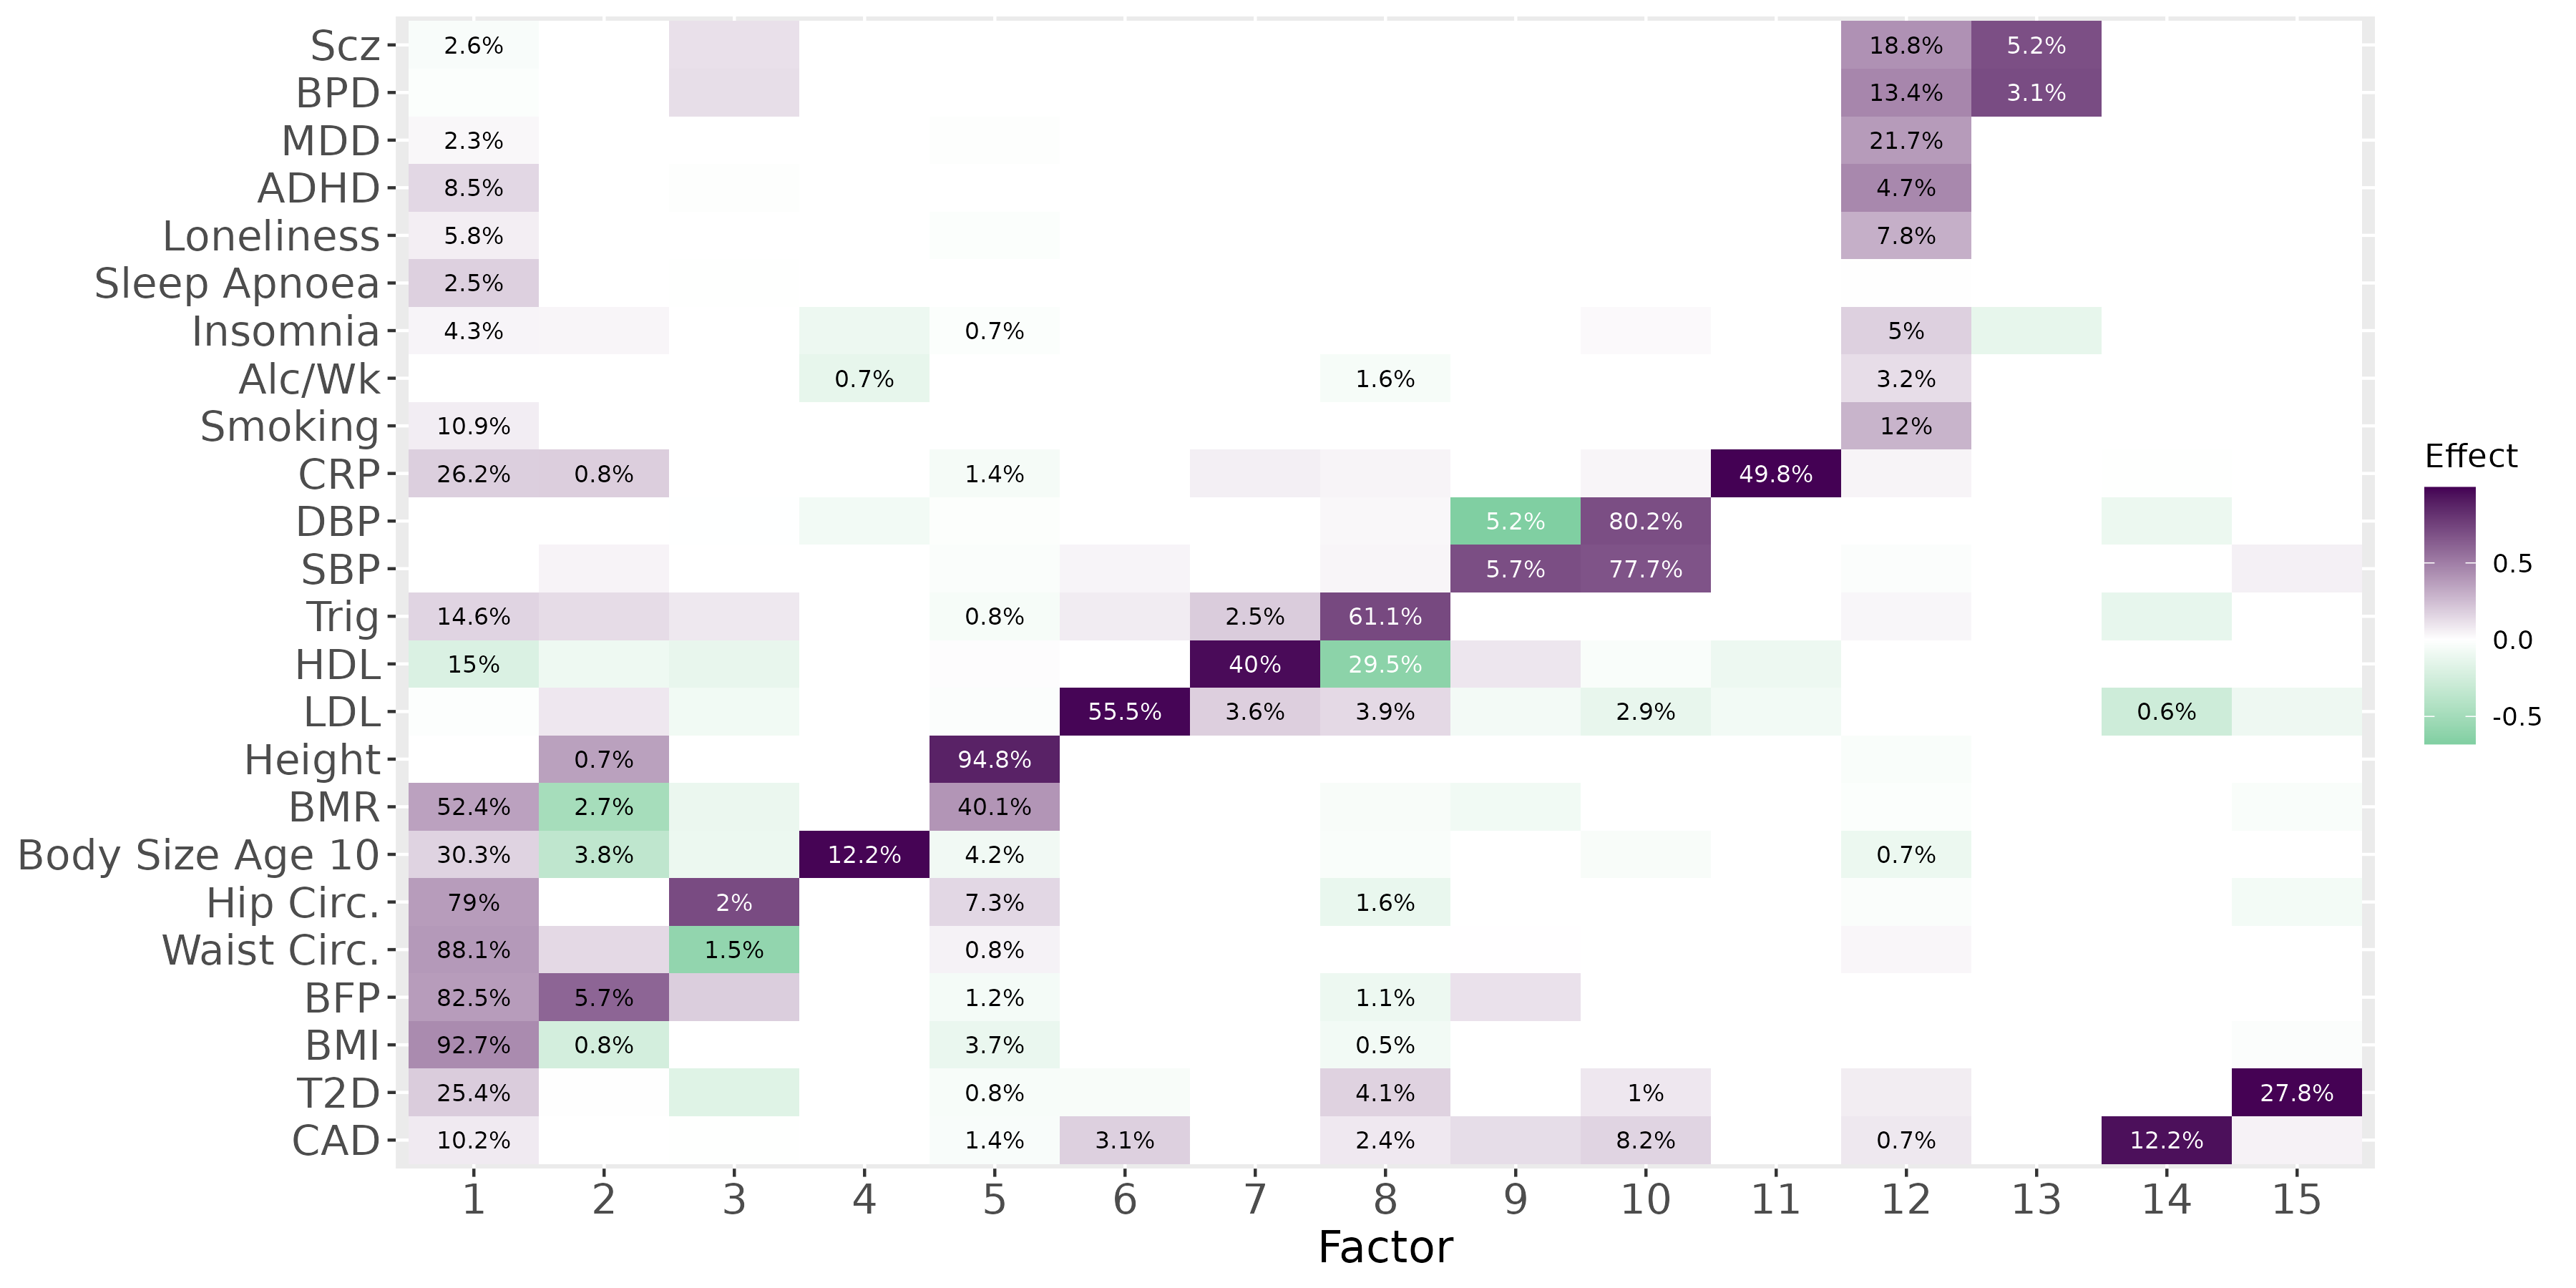 Scz 2.6% 18.8% 5.2%
BPD 13.4% 3.1%
MDD 2.3% 21.7%
ADHD 8.5% 4.7%
Loneliness 5.8% 7.8%
Sleep Apnoea 2.5%
Insomnia 4.3% 0.7% 5%
Alc/Wk 0.7% 1.6% 3.2%
Smoking 10.9% 12%
CRP 26.2% 0.8% 1.4% 49.8%
DBP 5.2% 80.2%
SBP 5.7% 77.7%
Trig 14.6% 0.8% 2.5% 61.1%
HDL 15% 40% 29.5%
LDL 55.5% 3.6% 3.9% 2.9% 0.6%
Height 0.7% 94.8%
BMR 52.4% 2.7% 40.1%
Body Size Age 10 30.3% 3.8% 12.2% 4.2% 0.7%
Hip Circ. 79% 2% 7.3% 1.6%
Waist Circ. 88.1% 1.5% 0.8%
BFP 82.5% 5.7% 1.2% 1.1%
BMI 92.7% 0.8% 3.7% 0.5%
T2D 25.4% 0.8% 4.1% 1% 27.8%
CAD 10.2% 1.4% 3.1% 2.4% 8.2% 0.7% 12.2%
1 2 3 4 5 6 7 8 9 10 11 12 13 14 15
Factor
Effect
0.5
0.0
-0.5